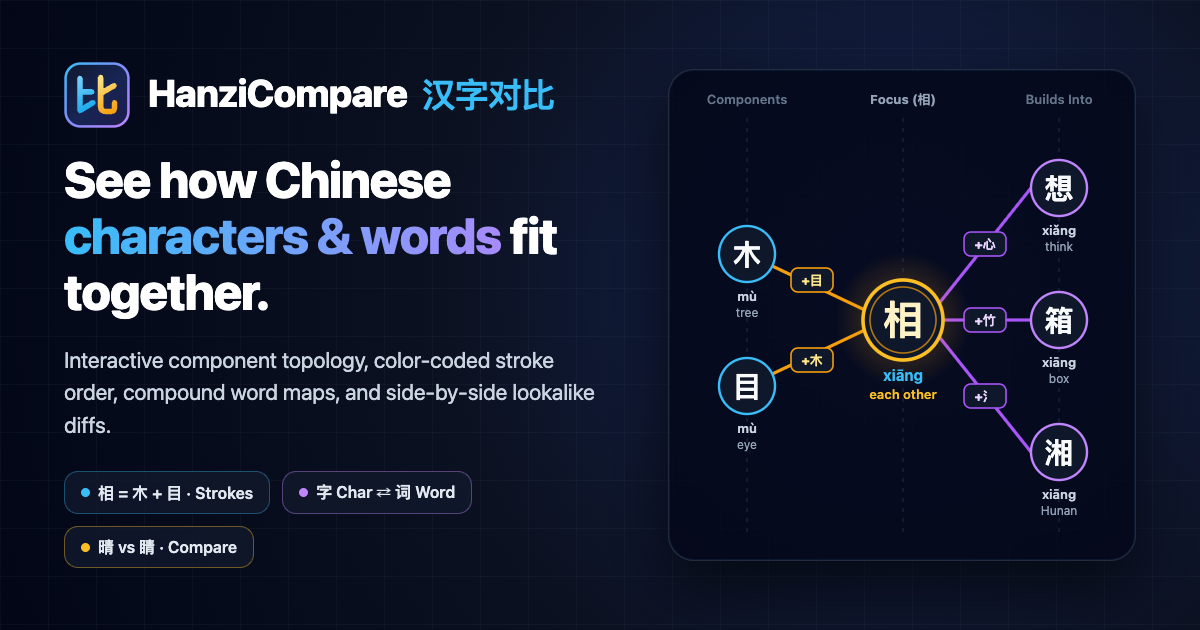 比
HanziCompare 汉字对比
See how Chinese
characters & words fit
together.
Interactive component topology, color-coded stroke
order, compound word maps, and side-by-side lookalike
diffs.
相 = 木 + 目 · Strokes
字 Char ⇄ 词 Word
晴 vs 睛 · Compare
Components
Focus (相)
Builds Into
木
mù
tree
目
mù
eye
+目
+木
相
xiāng
each other
+心
+竹
+氵
想
xiǎng
think
箱
xiāng
box
湘
xiāng
Hunan